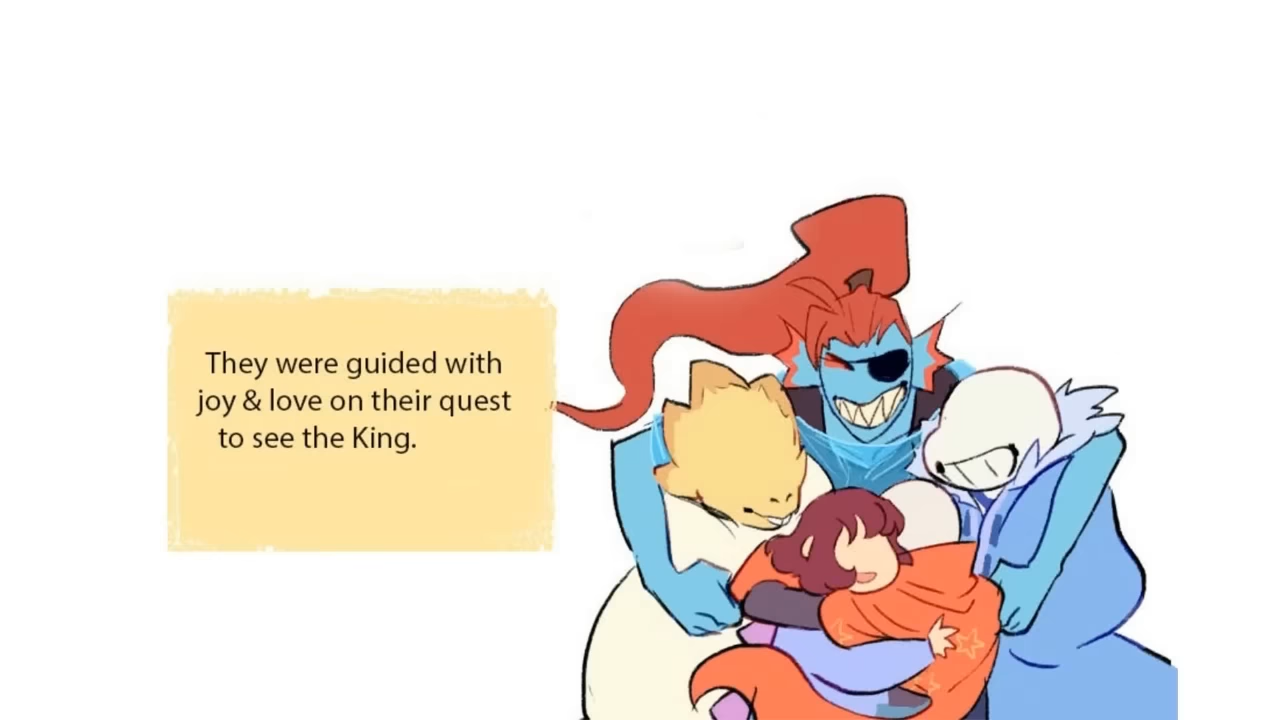 They were guided with
joy & love on their quest
to see the King.